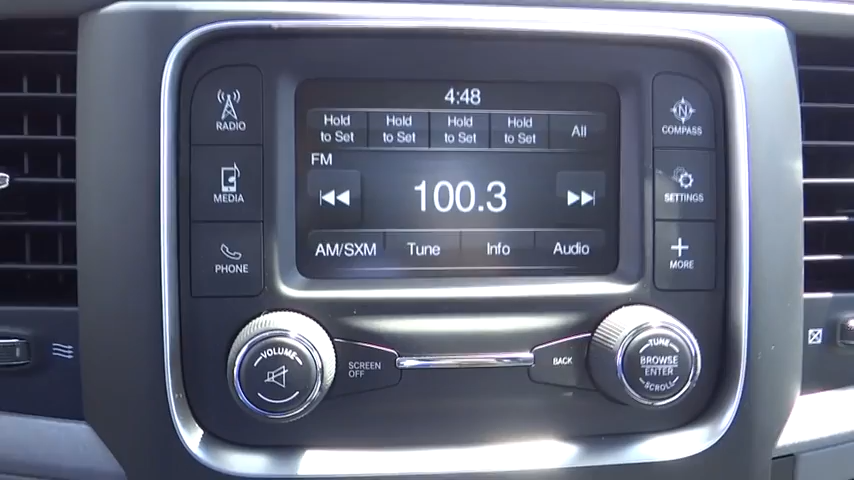 4:48
Hold to Set
Hold to Set
Hold to Set
Hold to Set
All
FM
100.3
AM/SXM
Tune
Info
Audio
RADIO
MEDIA
PHONE
N
COMPASS
SETTINGS
MORE
VOLUME
SCREEN
OFF
BACK
TUNE
BROWSE
ENTER
SCROLL